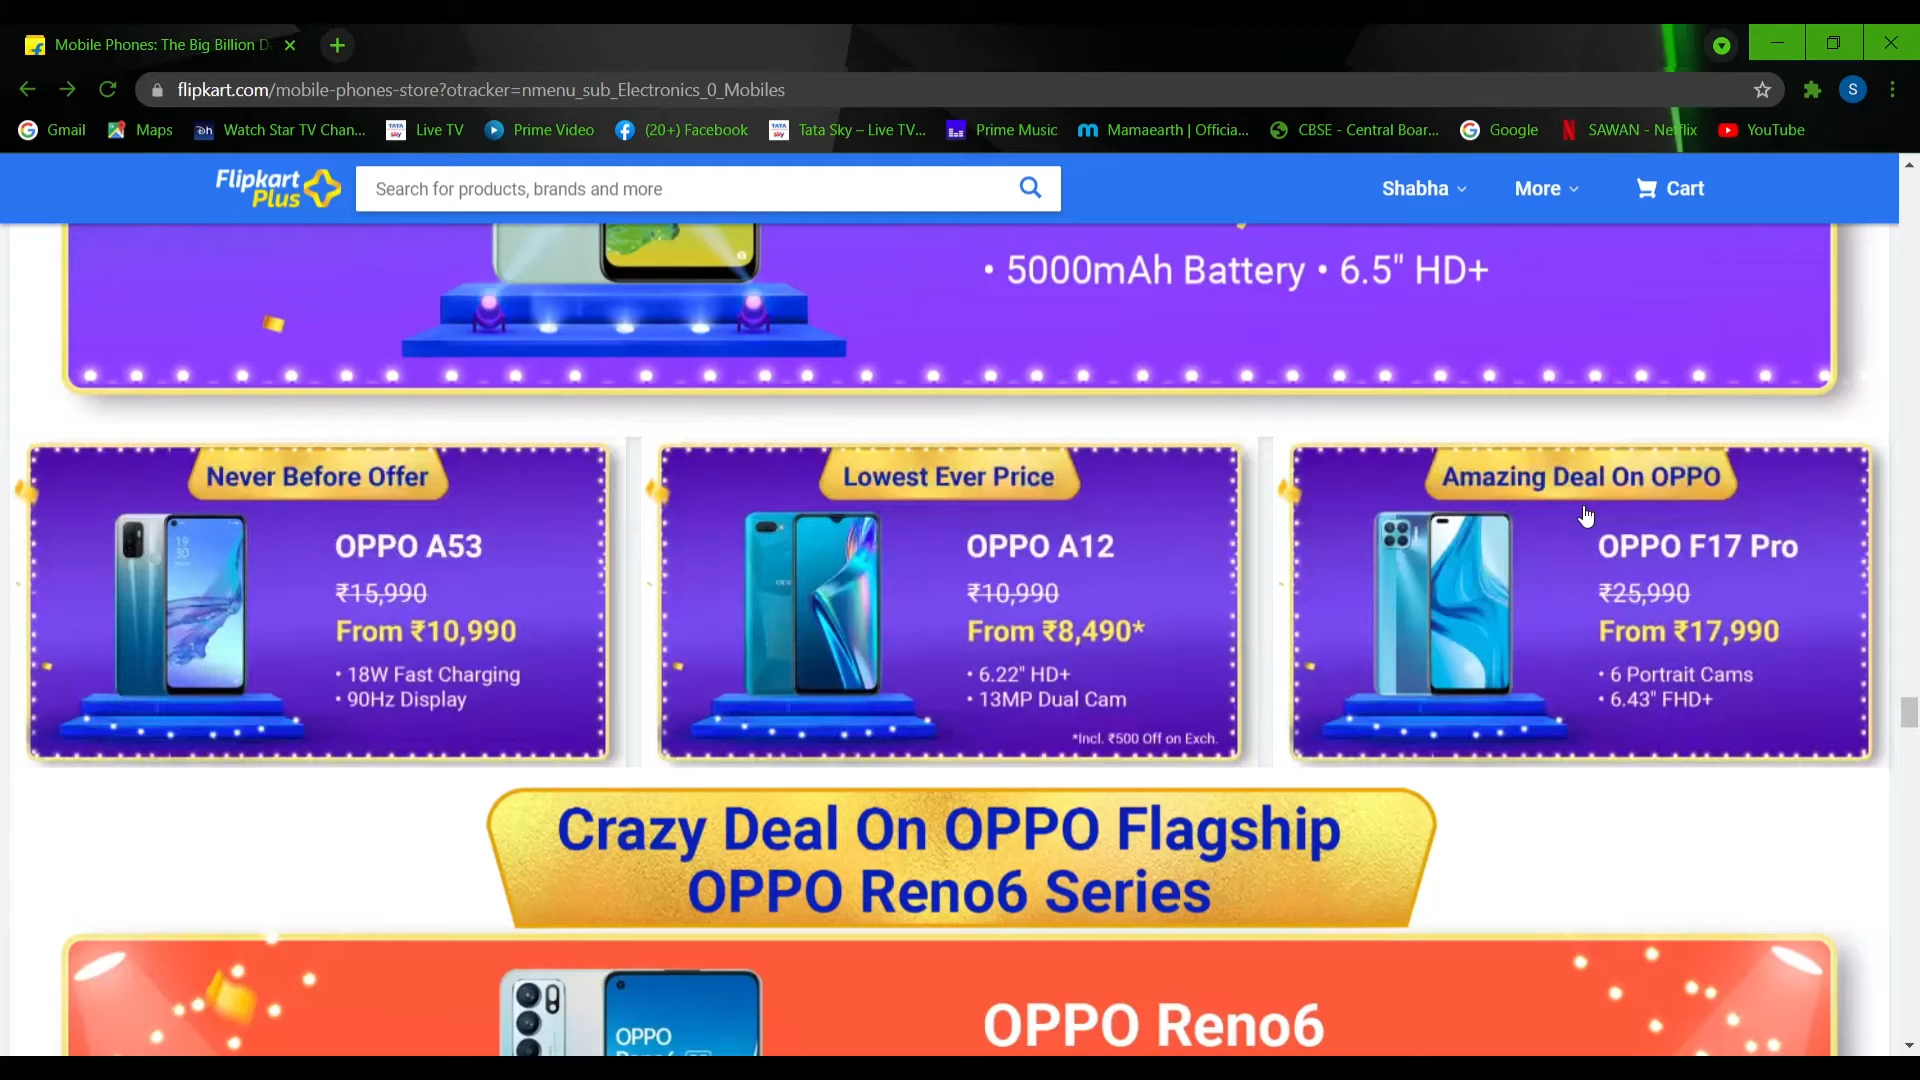 Mobile Phones: The Big Billion D
flipkart.com/mobile-phones-store?otracker=nmenu_sub_Electronics_0_Mobiles
S
Gmail
Maps
Watch Star TV Chan...
Live TV
Prime Video
(20+) Facebook
Tata Sky – Live TV...
Prime Music
Mamaearth | Officia...
CBSE - Central Boar...
Google
SAWAN - Netflix
YouTube
Flipkart
Plus
Search for products, brands and more
Shabha
More
Cart
• 5000mAh Battery • 6.5" HD+
Never Before Offer
OPPO A53
₹15,990
From ₹10,990
• 18W Fast Charging
• 90Hz Display
Lowest Ever Price
OPPO A12
₹10,990
From ₹8,490*
• 6.22" HD+
• 13MP Dual Cam
*Incl. ₹500 Off on Exch.
Amazing Deal On OPPO
OPPO F17 Pro
₹25,990
From ₹17,990
• 6 Portrait Cams
• 6.43" FHD+
Crazy Deal On OPPO Flagship
OPPO Reno6 Series
OPPO
OPPO Reno6